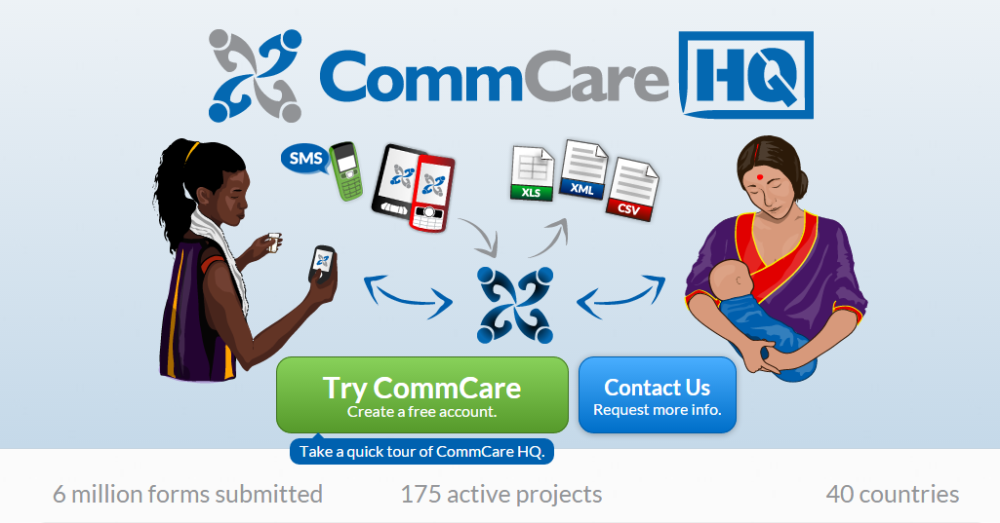 CommCare HQ
SMS
XLS
XML
CSV
Try CommCare
Create a free account.
Contact Us
Request more info.
Take a quick tour of CommCare HQ.
6 million forms submitted
175 active projects
40 countries